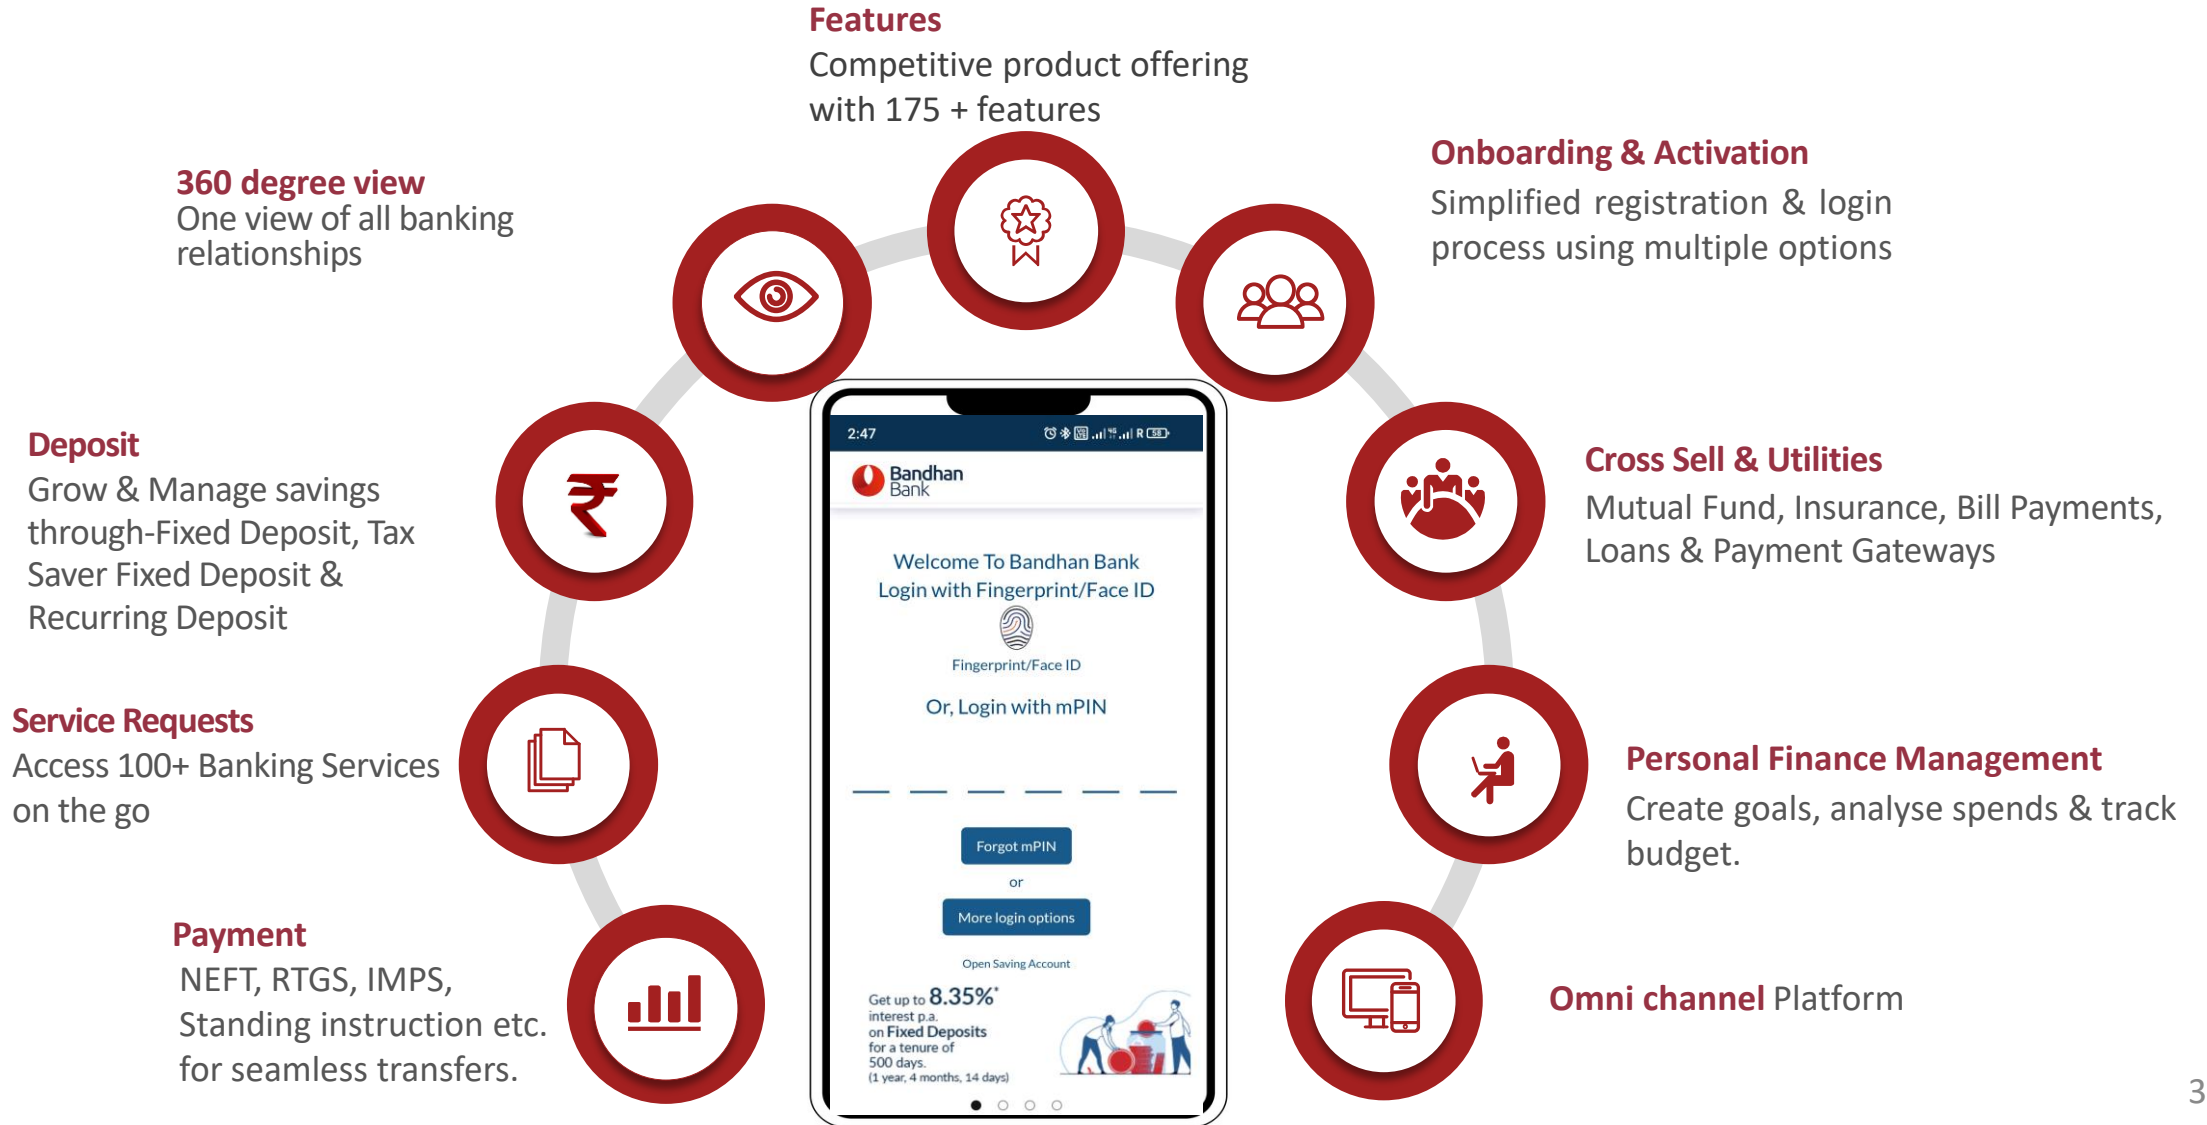 Features
Competitive product offering
with 175 + features
360 degree view
One view of all banking
relationships
Onboarding & Activation
Simplified registration & login
process using multiple options
Deposit
Grow & Manage savings
through-Fixed Deposit, Tax
Saver Fixed Deposit &
Recurring Deposit
Cross Sell & Utilities
Mutual Fund, Insurance, Bill Payments,
Loans & Payment Gateways
Service Requests
Access 100+ Banking Services
on the go
Personal Finance Management
Create goals, analyse spends & track
budget.
Payment
NEFT, RTGS, IMPS,
Standing instruction etc.
for seamless transfers.
Omni channel Platform
2:47 R 58
Bandhan
Bank
Welcome To Bandhan Bank
Login with Fingerprint/Face ID
Fingerprint/Face ID
Or, Login with mPIN
Forgot mPIN
or
More login options
Open Saving Account
Get up to 8.35%*
interest p.a.
on Fixed Deposits
for a tenure of
500 days.
(1 year, 4 months, 14 days)
3